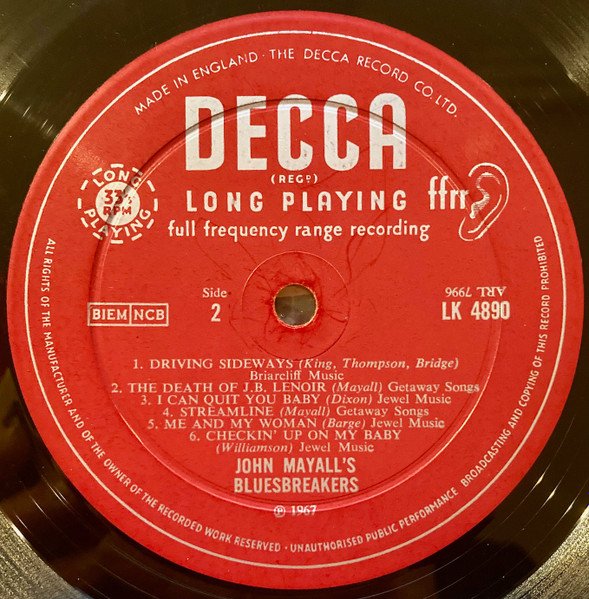 MADE IN ENGLAND · THE DECCA RECORD CO. LTD.
DECCA
(REGD)
LONG PLAYING
33⅓
RPM
LONG PLAYING
ffrr
full frequency range recording
BIEM NCB
Side
2
ARL 7996
LK 4890
1. DRIVING SIDEWAYS (King, Thompson, Bridge)
Briarcliff Music
2. THE DEATH OF J.B. LENOIR (Mayall) Getaway Songs
3. I CAN QUIT YOU BABY (Dixon) Jewel Music
4. STREAMLINE (Mayall) Getaway Songs
5. ME AND MY WOMAN (Barge) Jewel Music
6. CHECKIN' UP ON MY BABY
(Williamson) Jewel Music
JOHN MAYALL'S
BLUESBREAKERS
℗ 1967
ALL RIGHTS OF THE MANUFACTURER AND OF THE OWNER OF THE RECORDED WORK RESERVED · UNAUTHORISED PUBLIC PERFORMANCE BROADCASTING AND COPYING OF THIS RECORD PROHIBITED